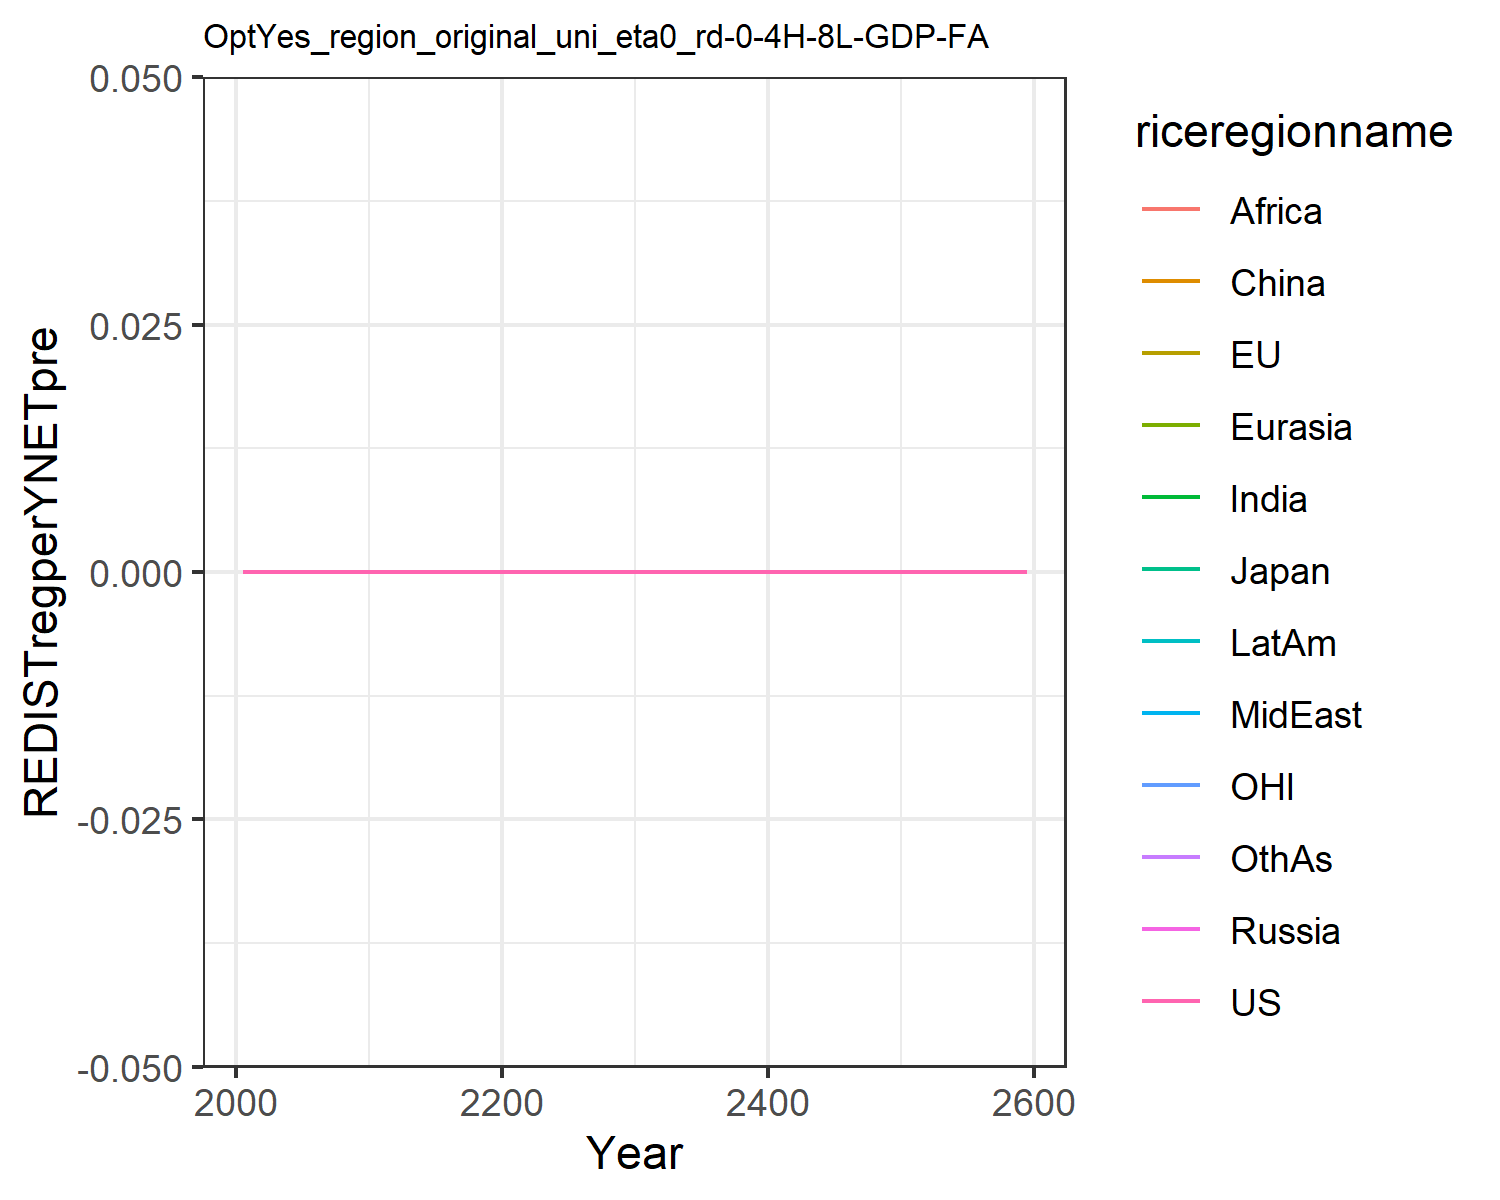 OptYes_region_original_uni_eta0_rd-0-4H-8L-GDP-FA
0.050
0.025
0.000
-0.025
-0.050
REDISTregperYNETpre
2000 2200 2400 2600
Year
riceregionname
Africa
China
EU
Eurasia
India
Japan
LatAm
MidEast
OHI
OthAs
Russia
US